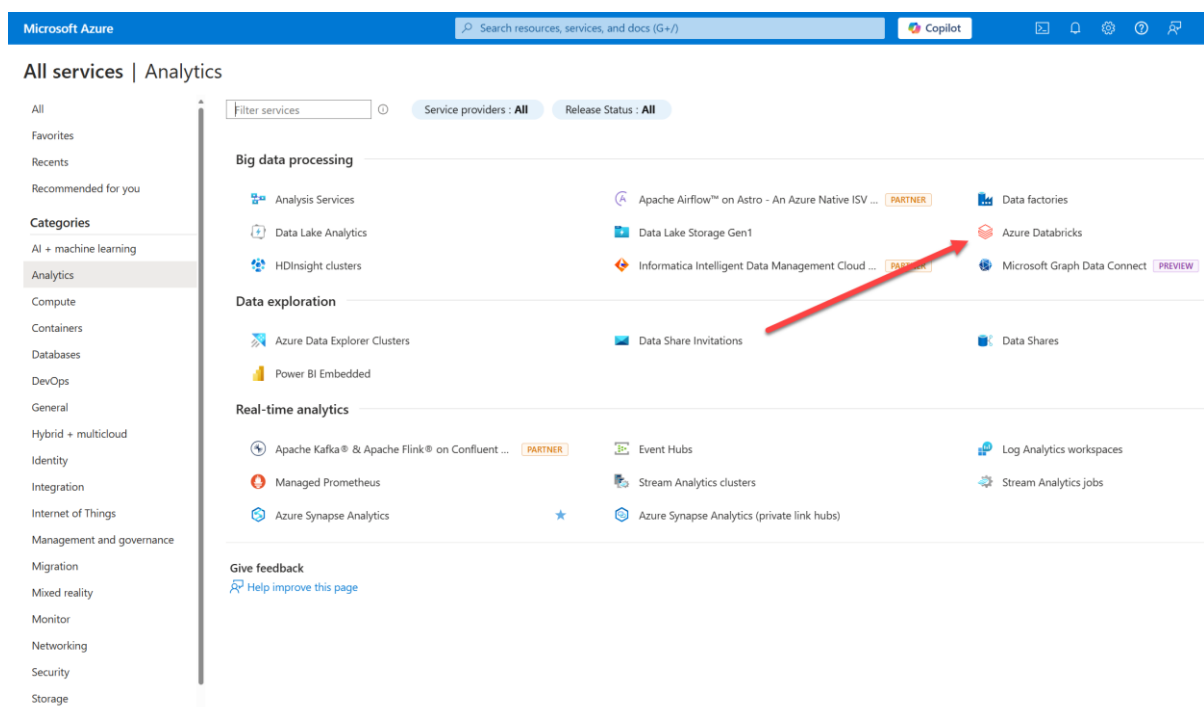 Microsoft Azure
Search resources, services, and docs (G+/)
Copilot
All services | Analytics
All
Favorites
Recents
Recommended for you
Categories
AI + machine learning
Analytics
Compute
Containers
Databases
DevOps
General
Hybrid + multicloud
Identity
Integration
Internet of Things
Management and governance
Migration
Mixed reality
Monitor
Networking
Security
Storage
Filter services
Service providers : All
Release Status : All
Big data processing
Analysis Services
Apache Airflow™ on Astro - An Azure Native ISV ... PARTNER
Data factories
Data Lake Analytics
Data Lake Storage Gen1
Azure Databricks
HDInsight clusters
Informatica Intelligent Data Management Cloud ... PARTNER
Microsoft Graph Data Connect PREVIEW
Data exploration
Azure Data Explorer Clusters
Data Share Invitations
Data Shares
Power BI Embedded
Real-time analytics
Apache Kafka® & Apache Flink® on Confluent ... PARTNER
Event Hubs
Log Analytics workspaces
Managed Prometheus
Stream Analytics clusters
Stream Analytics jobs
Azure Synapse Analytics
Azure Synapse Analytics (private link hubs)
Give feedback
Help improve this page